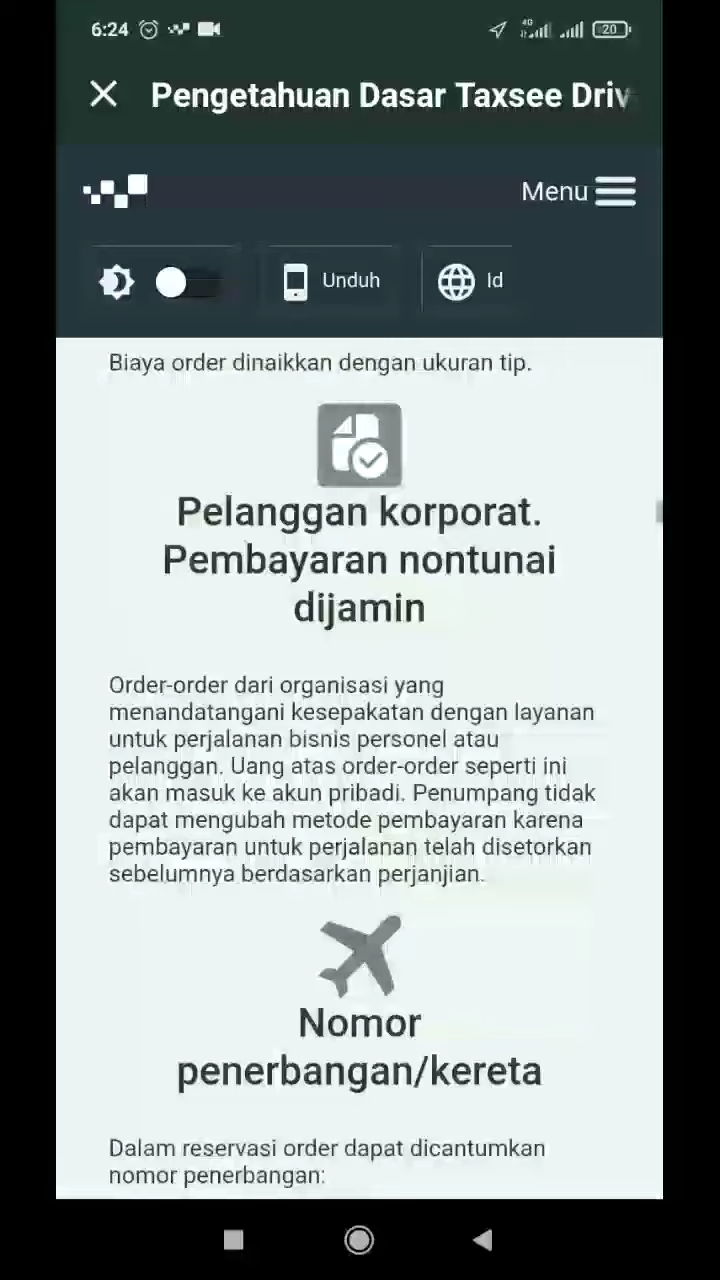 6:24
4G
20
Pengetahuan Dasar Taxsee Driv
Menu
Unduh
Id
Biaya order dinaikkan dengan ukuran tip.
Pelanggan korporat.
Pembayaran nontunai
dijamin
Order-order dari organisasi yang
menandatangani kesepakatan dengan layanan
untuk perjalanan bisnis personel atau
pelanggan. Uang atas order-order seperti ini
akan masuk ke akun pribadi. Penumpang tidak
dapat mengubah metode pembayaran karena
pembayaran untuk perjalanan telah disetorkan
sebelumnya berdasarkan perjanjian.
Nomor
penerbangan/kereta
Dalam reservasi order dapat dicantumkan
nomor penerbangan: